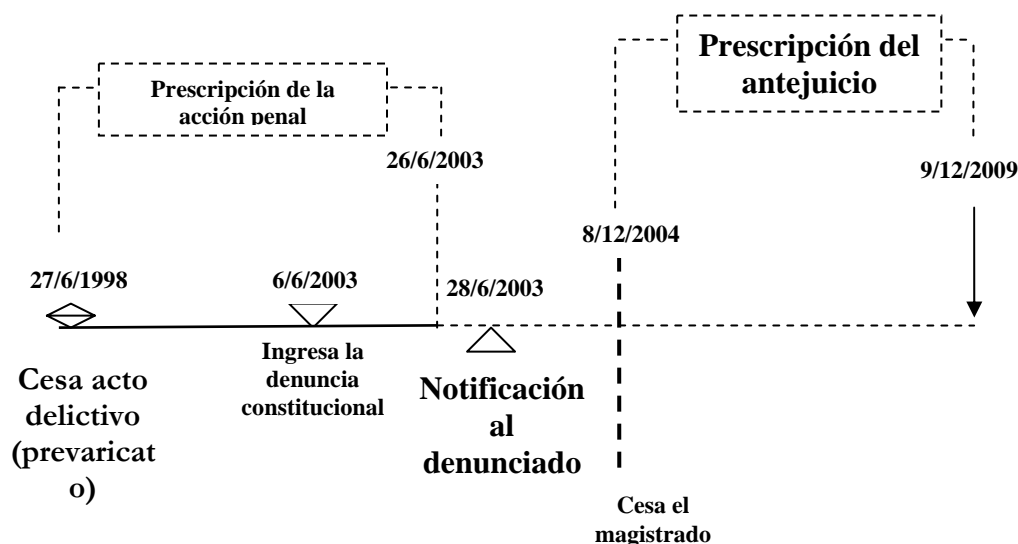 Prescripción de la
acción penal
Prescripción del
antejuicio
26/6/2003
9/12/2009
8/12/2004
27/6/1998
6/6/2003
28/6/2003
Cesa acto
delictivo
(prevaricat
o)
Ingresa la
denuncia
constitucional
Notificación
al
denunciado
Cesa el
magistrado